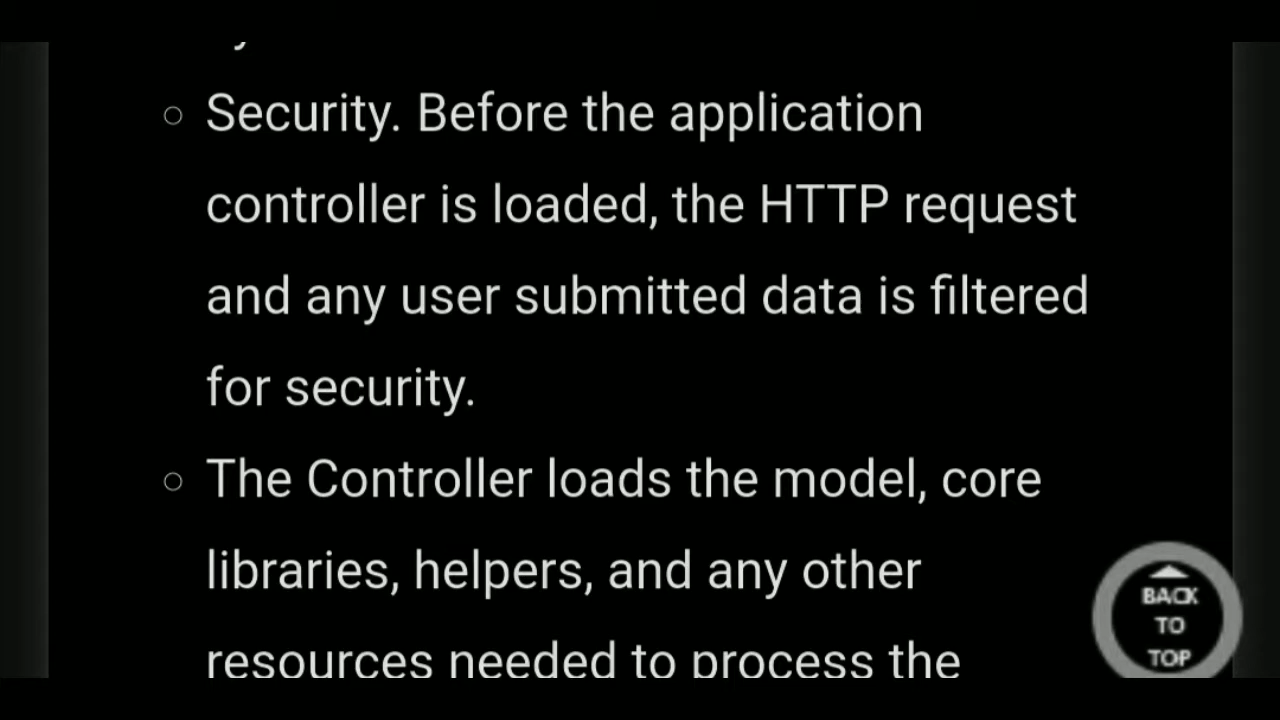 Security. Before the application
controller is loaded, the HTTP request
and any user submitted data is filtered
for security.
The Controller loads the model, core
libraries, helpers, and any other
resources needed to process the
BACK
TO
TOP